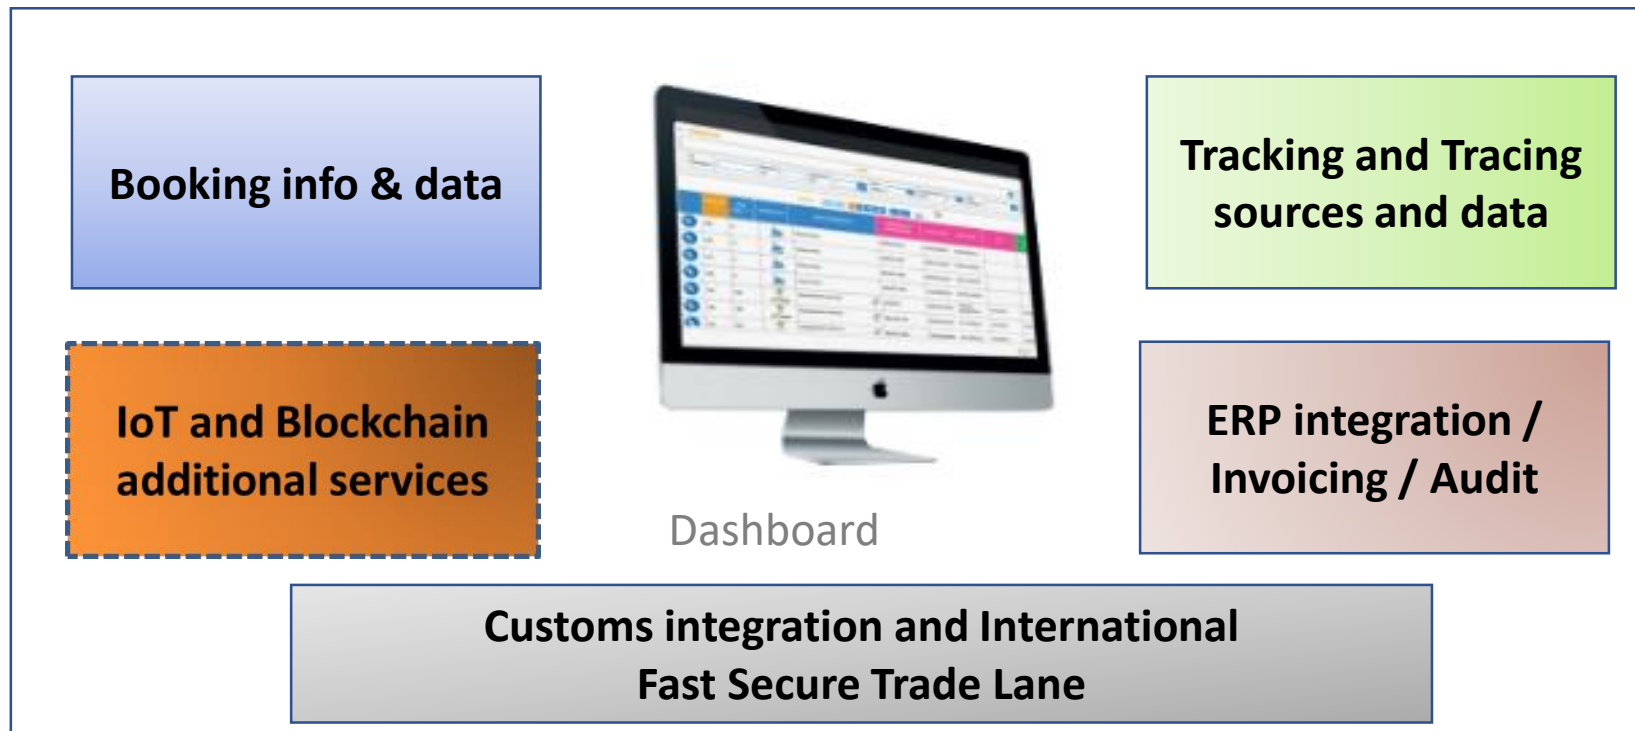 Booking info & data
Tracking and Tracing
sources and data
IoT and Blockchain
additional services
ERP integration /
Invoicing / Audit
Dashboard
Customs integration and International
Fast Secure Trade Lane